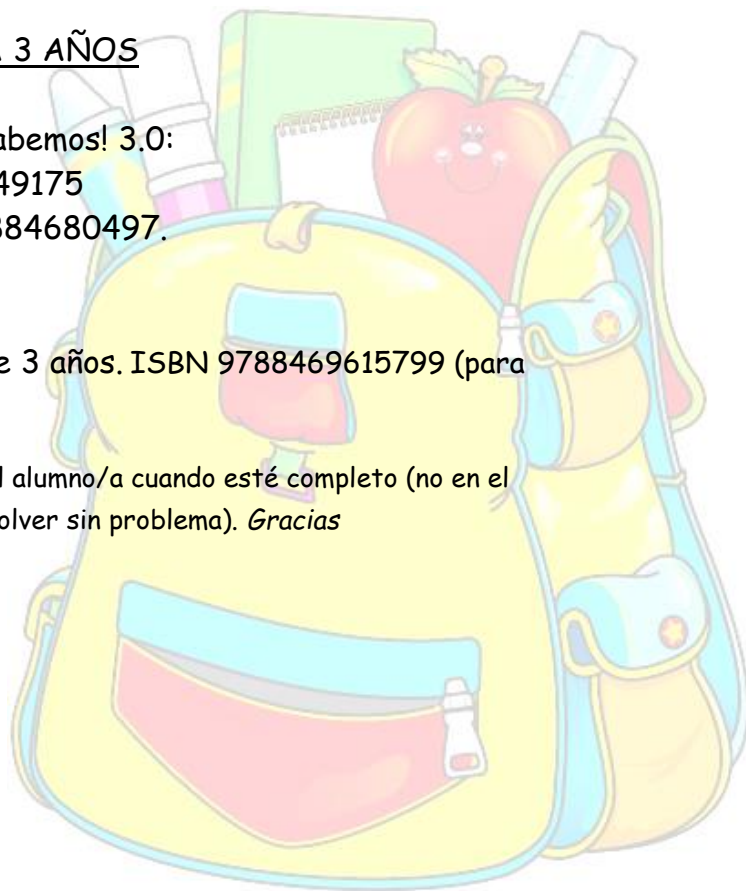 A 3 AÑOS
abemos! 3.0:
49175
884680497.
e 3 años. ISBN 9788469615799 (para
l alumno/a cuando esté completo (no en el
olver sin problema). Gracias